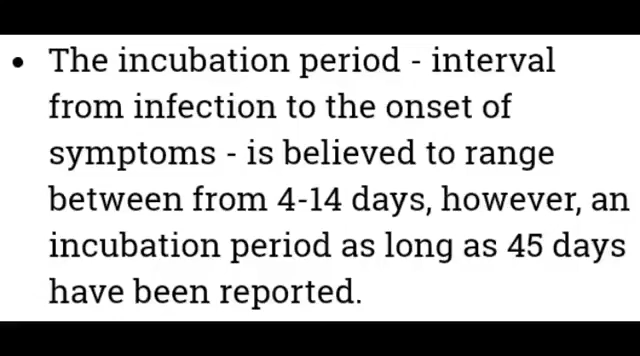 • The incubation period - interval
from infection to the onset of
symptoms - is believed to range
between from 4-14 days, however, an
incubation period as long as 45 days
have been reported.